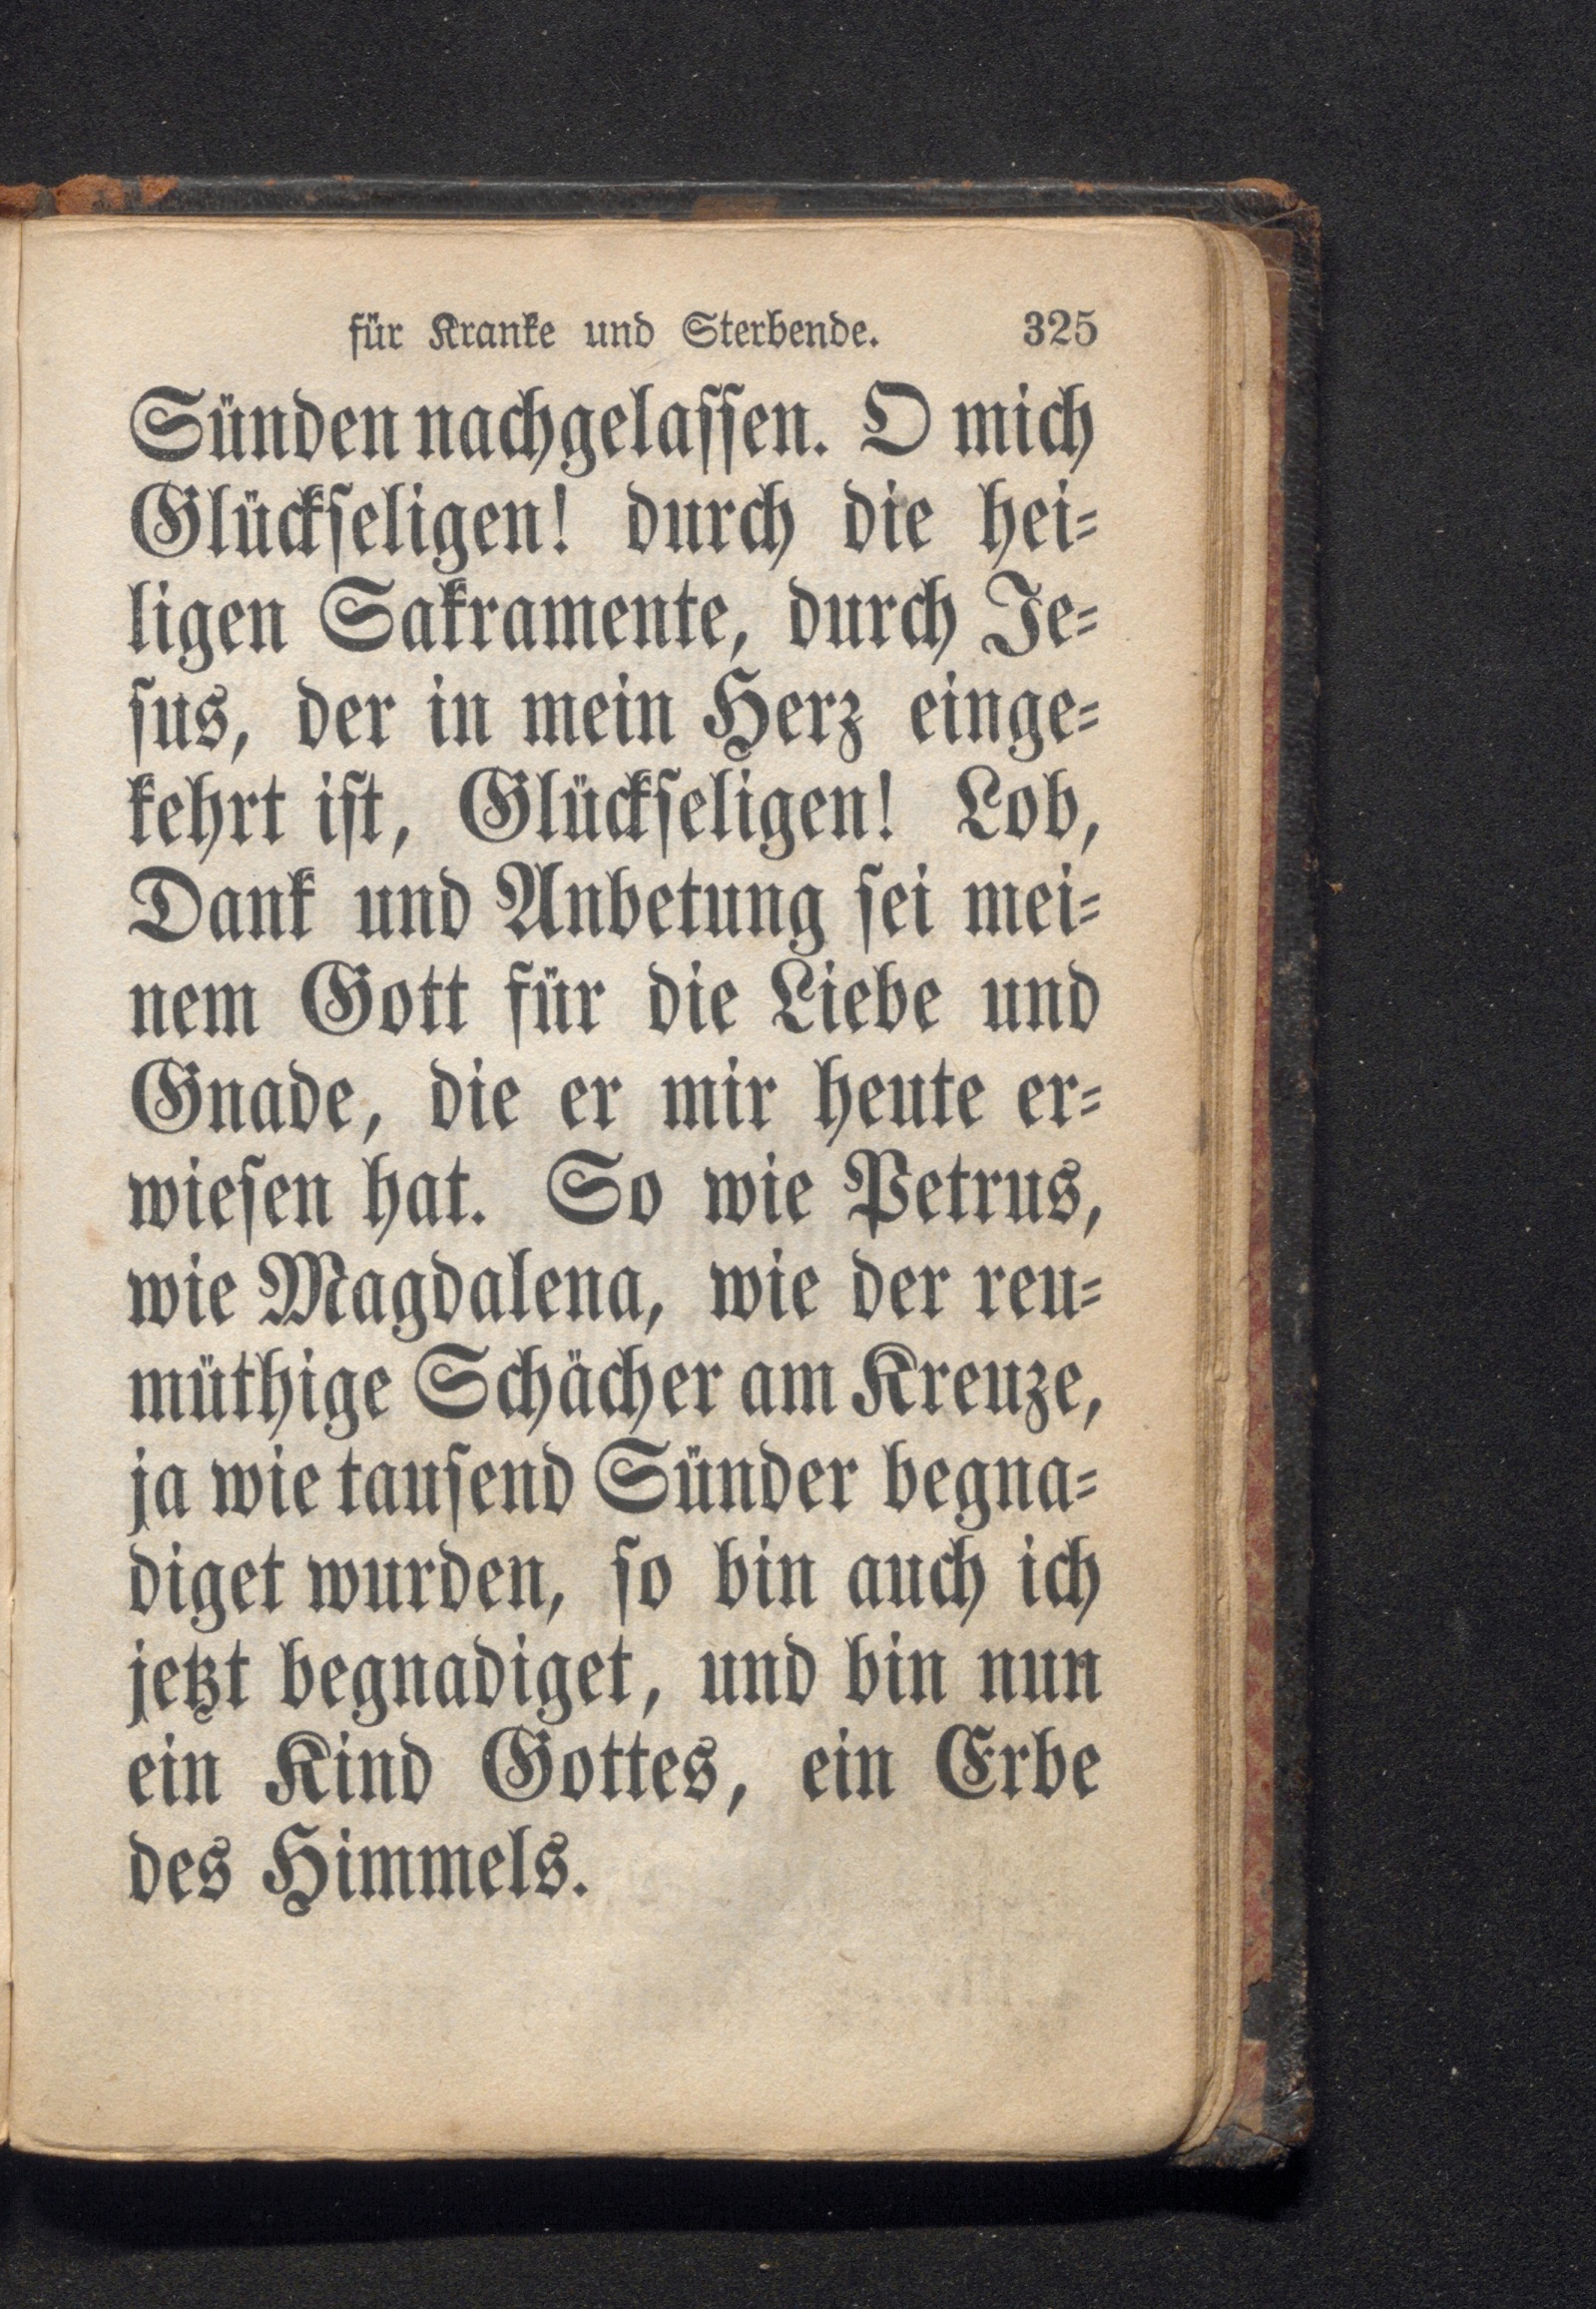 für Kranke und Sterbende. 325
Sünden nachgelaſſen. O mich
Glückſeligen! durch die hei⸗
ligen Sakramente, durch Je⸗
ſus, der in mein Herz einge⸗
kehrt iſt, Glückſeligen! Lob,
Dank und Anbetung ſei mei⸗
nem Gott für die Liebe und
Gnade, die er mir heute er⸗
wieſen hat. So wie Petrus,
wie Magdalena, wie der reu⸗
müthige Schächer am Kreuze,
ja wie tauſend Sünder begna⸗
diget wurden, ſo bin auch ich
jetzt begnadiget, und bin nun
ein Kind Gottes, ein Erbe
des Himmels.